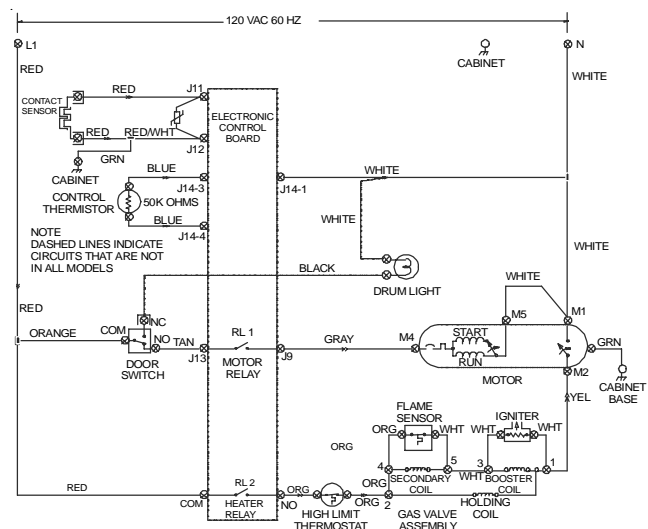 120 VAC 60 HZ
L1
N
RED
CABINET
WHITE
CONTACT
SENSOR
RED
J11
ELECTRONIC
CONTROL
BOARD
RED
RED/WHT
J12
GRN
CABINET
BLUE
J14-3
J14-1
WHITE
CONTROL
THERMISTOR
50K OHMS
BLUE
J14-4
WHITE
NOTE
DASHED LINES INDICATE
CIRCUITS THAT ARE NOT
IN ALL MODELS
WHITE
BLACK
DRUM LIGHT
WHITE
RED
NC
M5
M1
ORANGE
COM
NO
TAN
RL 1
GRAY
M4
START
RUN
GRN
DOOR
SWITCH
J13
MOTOR
RELAY
J9
MOTOR
M2
CABINET
BASE
YEL
FLAME
SENSOR
IGNITER
ORG
ORG
WHT
WHT
WHT
4
5
3
1
SECONDARY
COIL
WHT
BOOSTER
COIL
RED
COM
RL 2
HEATER
RELAY
NO
ORG
HIGH LIMIT
THERMOSTAT
ORG
ORG
2
GAS VALVE
ASSEMBLY
HOLDING
COIL